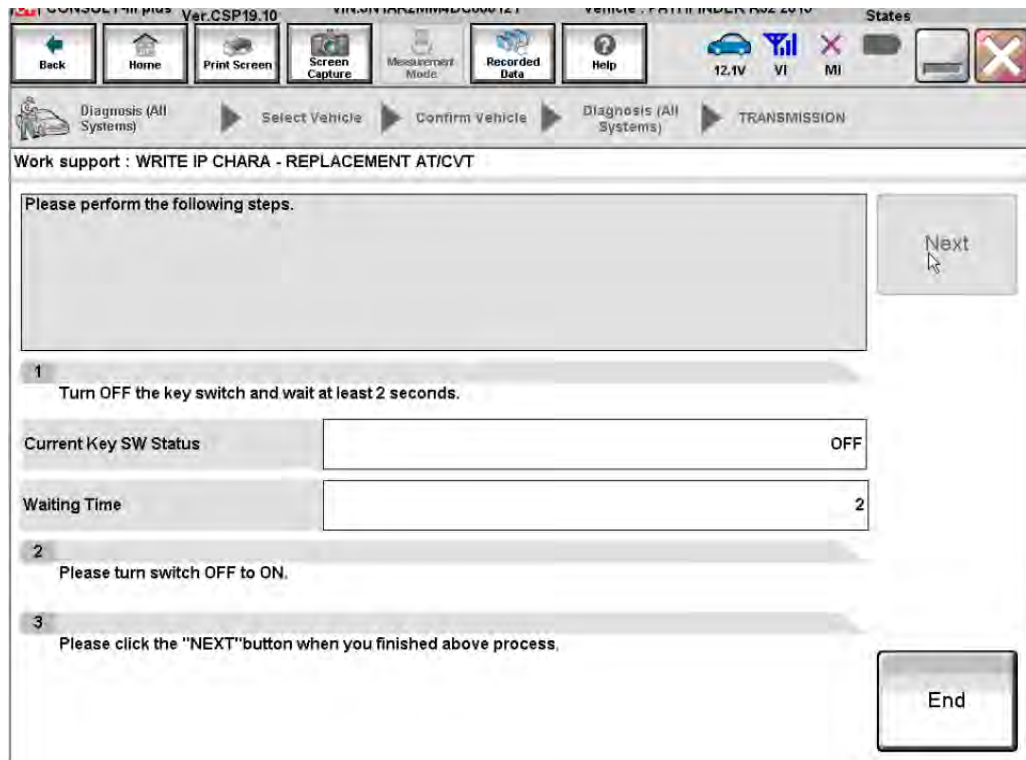 Ver.CSP19.10
States
Back
Home
Print Screen
Screen
Capture
Measurement
Mode
Recorded
Data
Help
12.1V
VI
MI
Diagnosis (All
Systems)
Select Vehicle
Confirm Vehicle
Diagnosis (All
Systems)
TRANSMISSION
Work support : WRITE IP CHARA - REPLACEMENT AT/CVT
Please perform the following steps.
Next
1
Turn OFF the key switch and wait at least 2 seconds.
Current Key SW Status
OFF
Waiting Time
2
2
Please turn switch OFF to ON.
3
Please click the "NEXT"button when you finished above process.
End